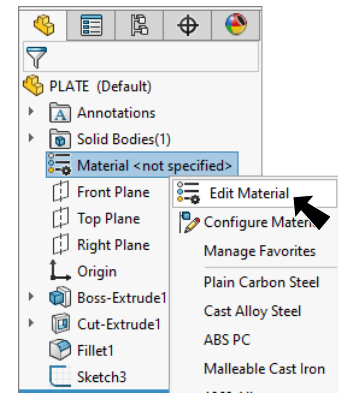 PLATE (Default)
Annotations
Solid Bodies(1)
Material <not specified>
Front Plane
Top Plane
Right Plane
Origin
Boss-Extrude1
Cut-Extrude1
Fillet1
Sketch3
Edit Material
Configure
Manage Favorites
Plain Carbon Steel
Cast Alloy Steel
ABS PC
Malleable Cast Iron